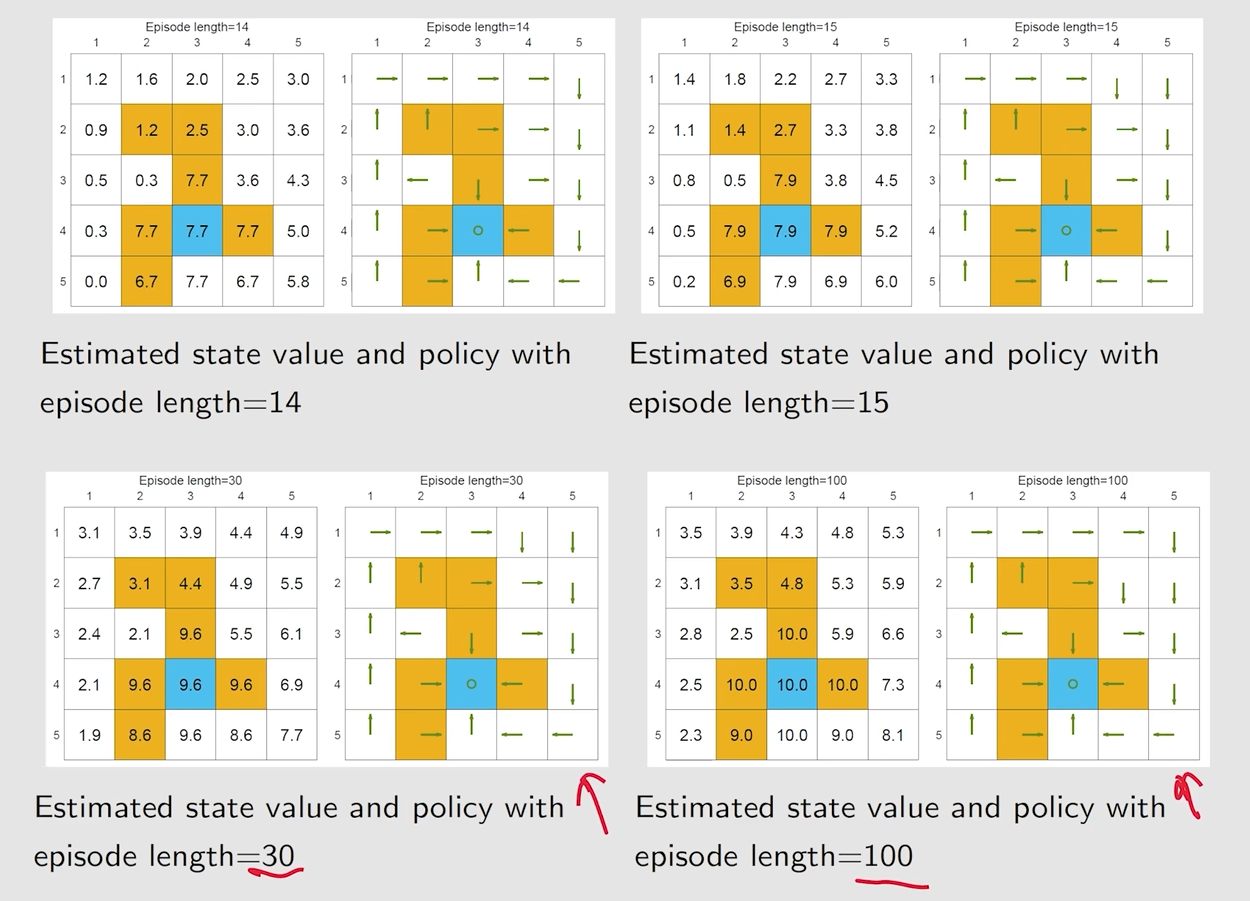 Episode length=14
1 2 3 4 5
1 1.2 1.6 2.0 2.5 3.0
2 0.9 1.2 2.5 3.0 3.6
3 0.5 0.3 7.7 3.6 4.3
4 0.3 7.7 7.7 7.7 5.0
5 0.0 6.7 7.7 6.7 5.8
Episode length=14
1 2 3 4 5
1
2
3
4
5
Estimated state value and policy with
episode length=14
Episode length=15
1 2 3 4 5
1 1.4 1.8 2.2 2.7 3.3
2 1.1 1.4 2.7 3.3 3.8
3 0.8 0.5 7.9 3.8 4.5
4 0.5 7.9 7.9 7.9 5.2
5 0.2 6.9 7.9 6.9 6.0
Episode length=15
1 2 3 4 5
1
2
3
4
5
Estimated state value and policy with
episode length=15
Episode length=30
1 2 3 4 5
1 3.1 3.5 3.9 4.4 4.9
2 2.7 3.1 4.4 4.9 5.5
3 2.4 2.1 9.6 5.5 6.1
4 2.1 9.6 9.6 9.6 6.9
5 1.9 8.6 9.6 8.6 7.7
Episode length=30
1 2 3 4 5
1
2
3
4
5
Estimated state value and policy with
episode length=30
Episode length=100
1 2 3 4 5
1 3.5 3.9 4.3 4.8 5.3
2 3.1 3.5 4.8 5.3 5.9
3 2.8 2.5 10.0 5.9 6.6
4 2.5 10.0 10.0 10.0 7.3
5 2.3 9.0 10.0 9.0 8.1
Episode length=100
1 2 3 4 5
1
2
3
4
5
Estimated state value and policy with
episode length=100